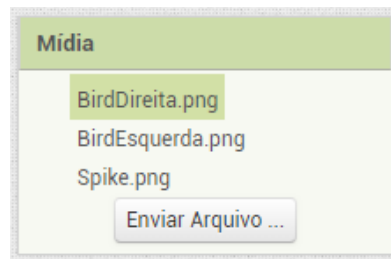 Mídia
BirdDireita.png
BirdEsquerda.png
Spike.png
Enviar Arquivo ...